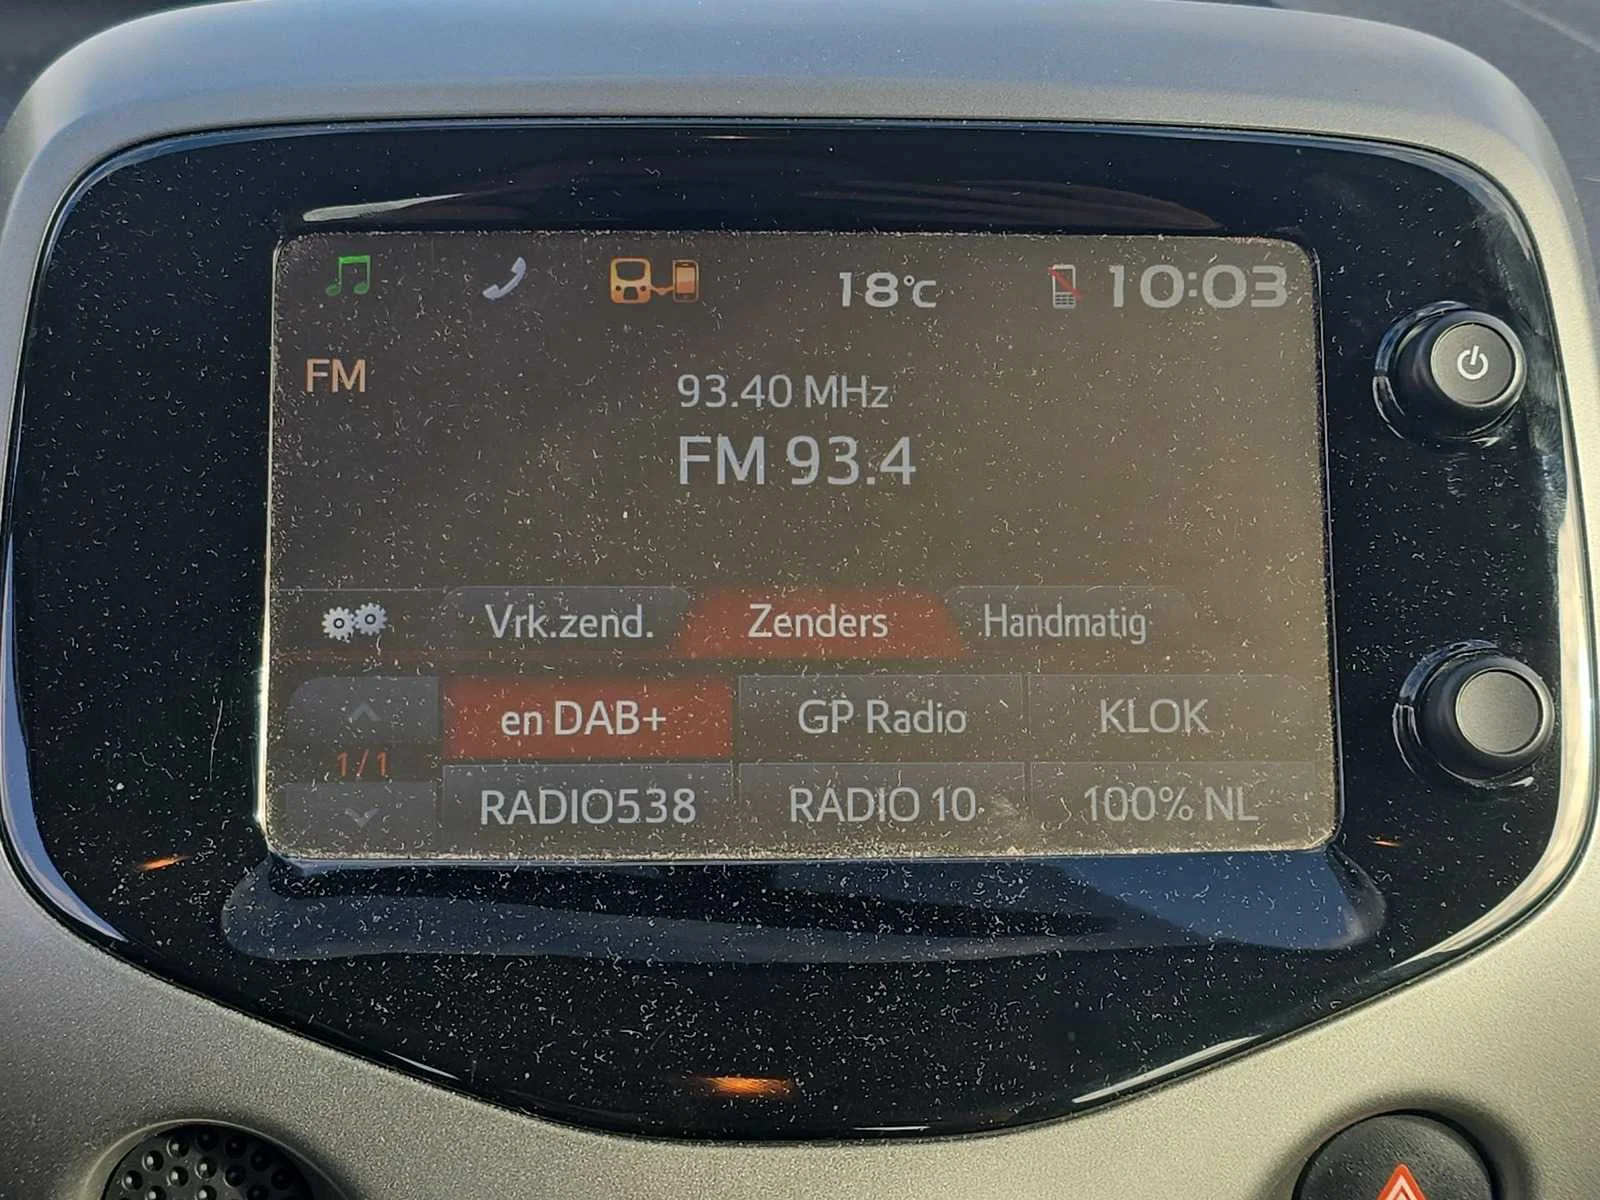 18°C 10:03
FM
93.40 MHz
FM 93.4
Vrk.zend. Zenders Handmatig
en DAB+ GP Radio KLOK
1/1
RADIO538 RADIO 10 100% NL